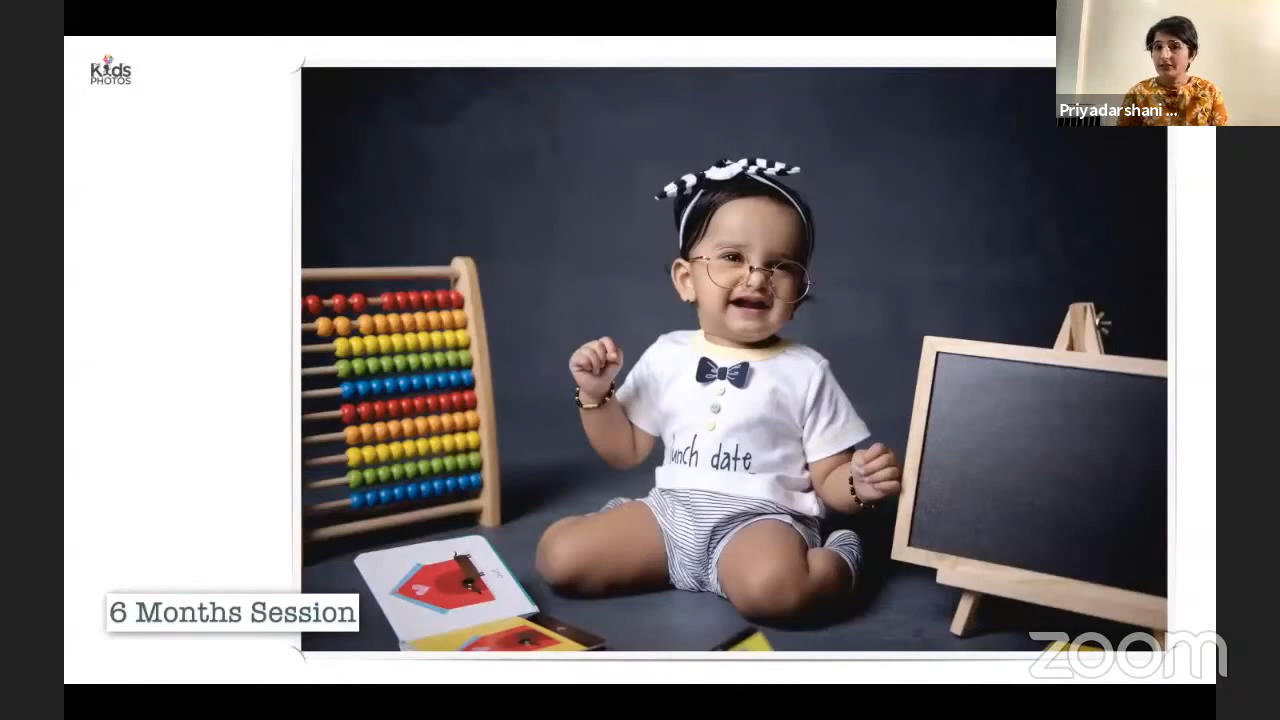 Kids
PHOTOS
Priyadarshani ...
lunch date
6 Months Session
zoom